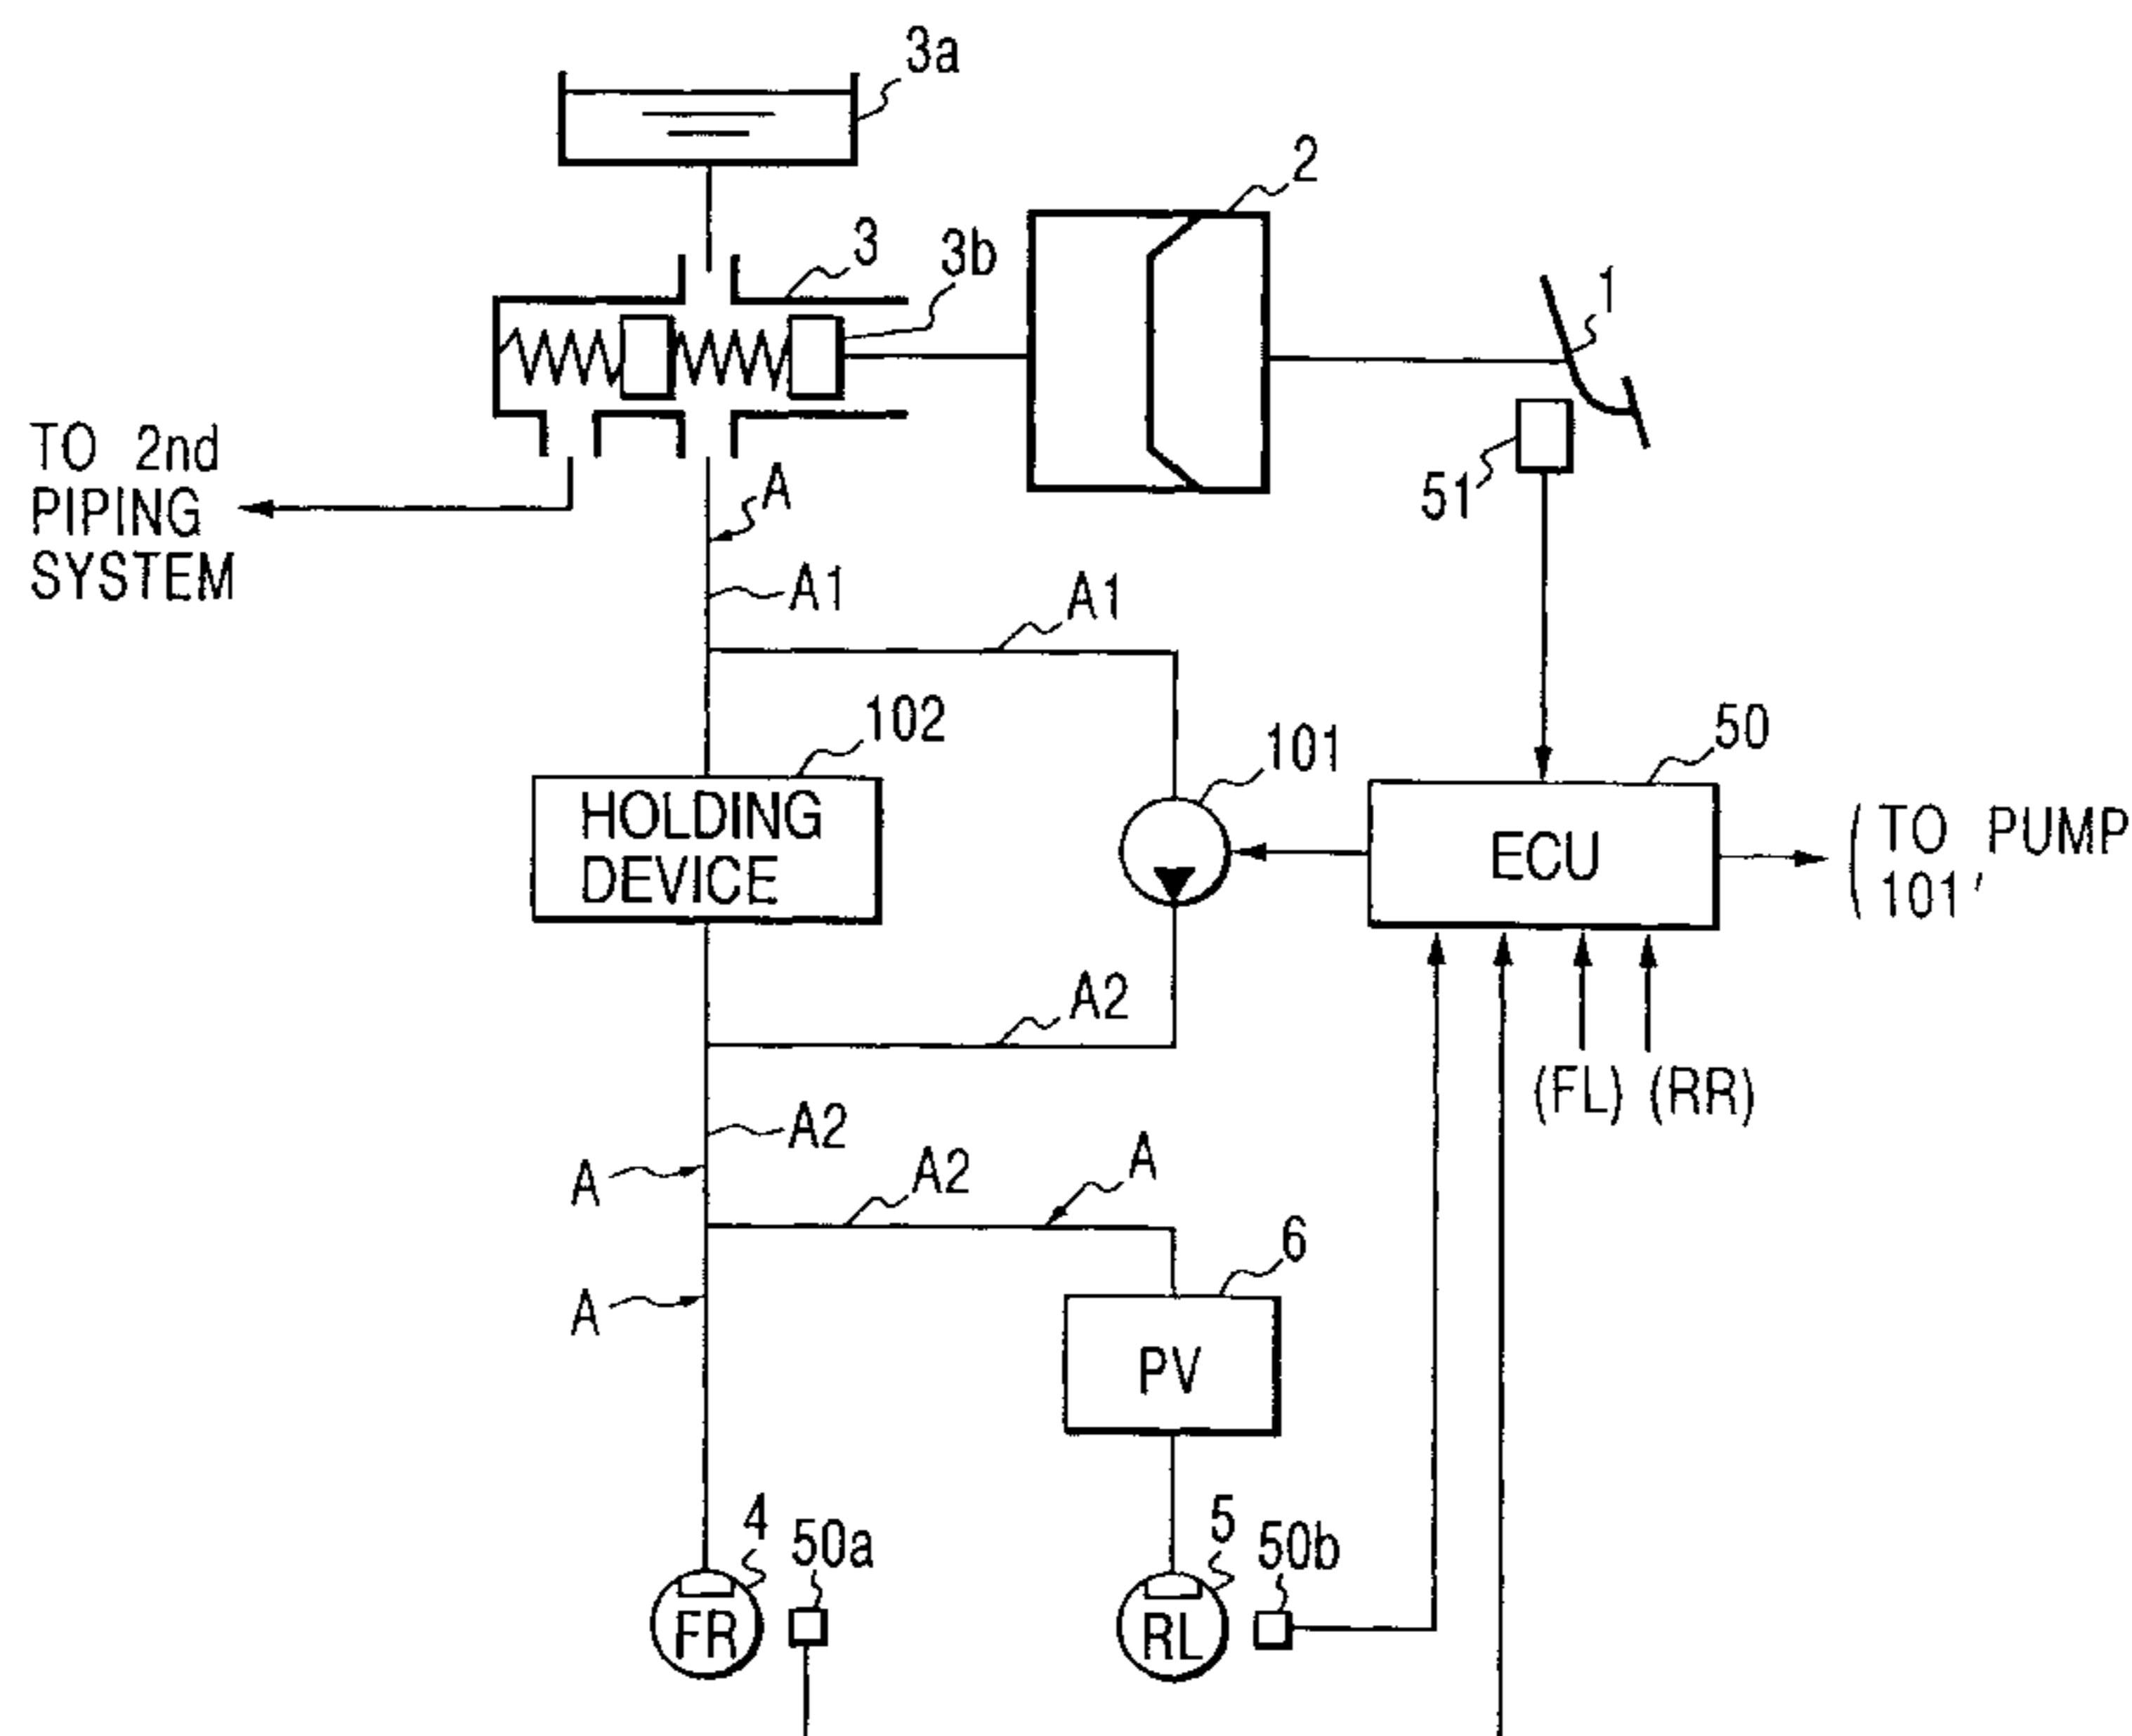 3a
2
3
3b
1
TO 2nd
PIPING
SYSTEM
A
51
A1
A1
102
101
50
HOLDING
DEVICE
ECU
(TO PUMP
101'
A2
(FL) (RR)
A2
A
A2
A
6
A
PV
4
50a
5
50b
FR
RL